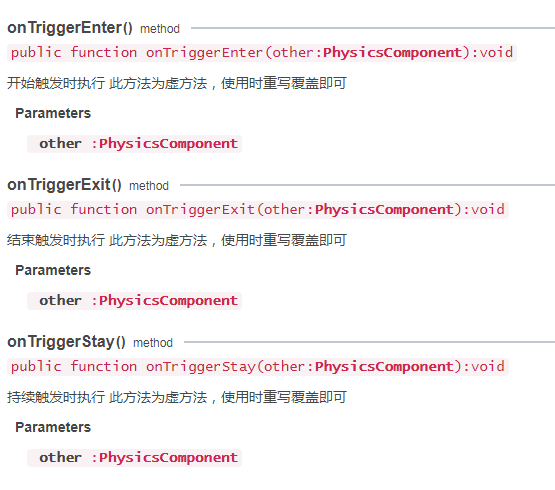 onTriggerEnter() method
public function onTriggerEnter(other:PhysicsComponent):void
开始触发时执行 此方法为虚方法，使用时重写覆盖即可
Parameters
other :PhysicsComponent
onTriggerExit() method
public function onTriggerExit(other:PhysicsComponent):void
结束触发时执行 此方法为虚方法，使用时重写覆盖即可
Parameters
other :PhysicsComponent
onTriggerStay() method
public function onTriggerStay(other:PhysicsComponent):void
持续触发时执行 此方法为虚方法，使用时重写覆盖即可
Parameters
other :PhysicsComponent